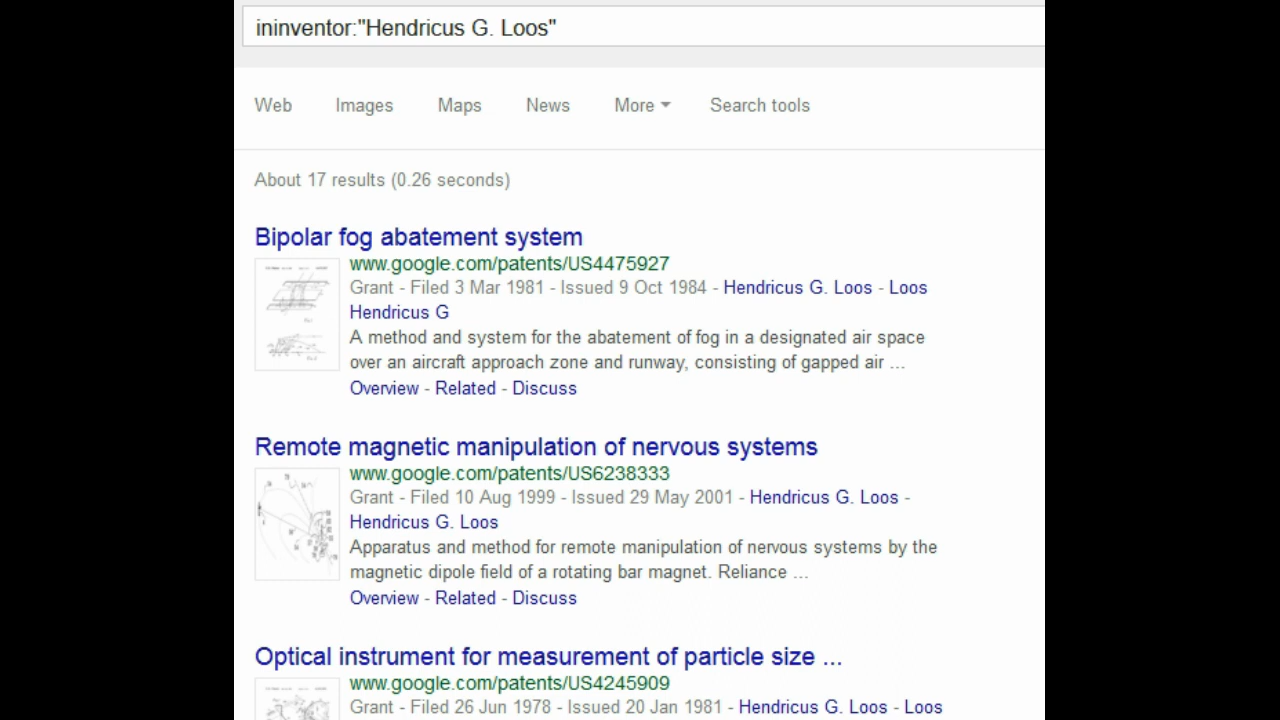 ininventor:"Hendricus G. Loos"
Web Images Maps News More Search tools
About 17 results (0.26 seconds)
Bipolar fog abatement system
www.google.com/patents/US4475927
Grant - Filed 3 Mar 1981 - Issued 9 Oct 1984 - Hendricus G. Loos - Loos
Hendricus G
A method and system for the abatement of fog in a designated air space
over an aircraft approach zone and runway, consisting of gapped air ...
Overview - Related - Discuss
Remote magnetic manipulation of nervous systems
www.google.com/patents/US6238333
Grant - Filed 10 Aug 1999 - Issued 29 May 2001 - Hendricus G. Loos -
Hendricus G. Loos
Apparatus and method for remote manipulation of nervous systems by the
magnetic dipole field of a rotating bar magnet. Reliance ...
Overview - Related - Discuss
Optical instrument for measurement of particle size ...
www.google.com/patents/US4245909
Grant - Filed 26 Jun 1978 - Issued 20 Jan 1981 - Hendricus G. Loos - Loos